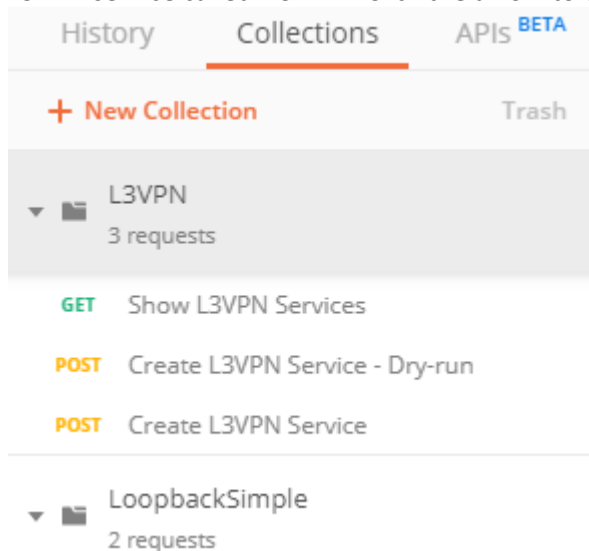 History Collections APIs BETA
+ New Collection Trash
L3VPN
3 requests
GET Show L3VPN Services
POST Create L3VPN Service - Dry-run
POST Create L3VPN Service
LoopbackSimple
2 requests